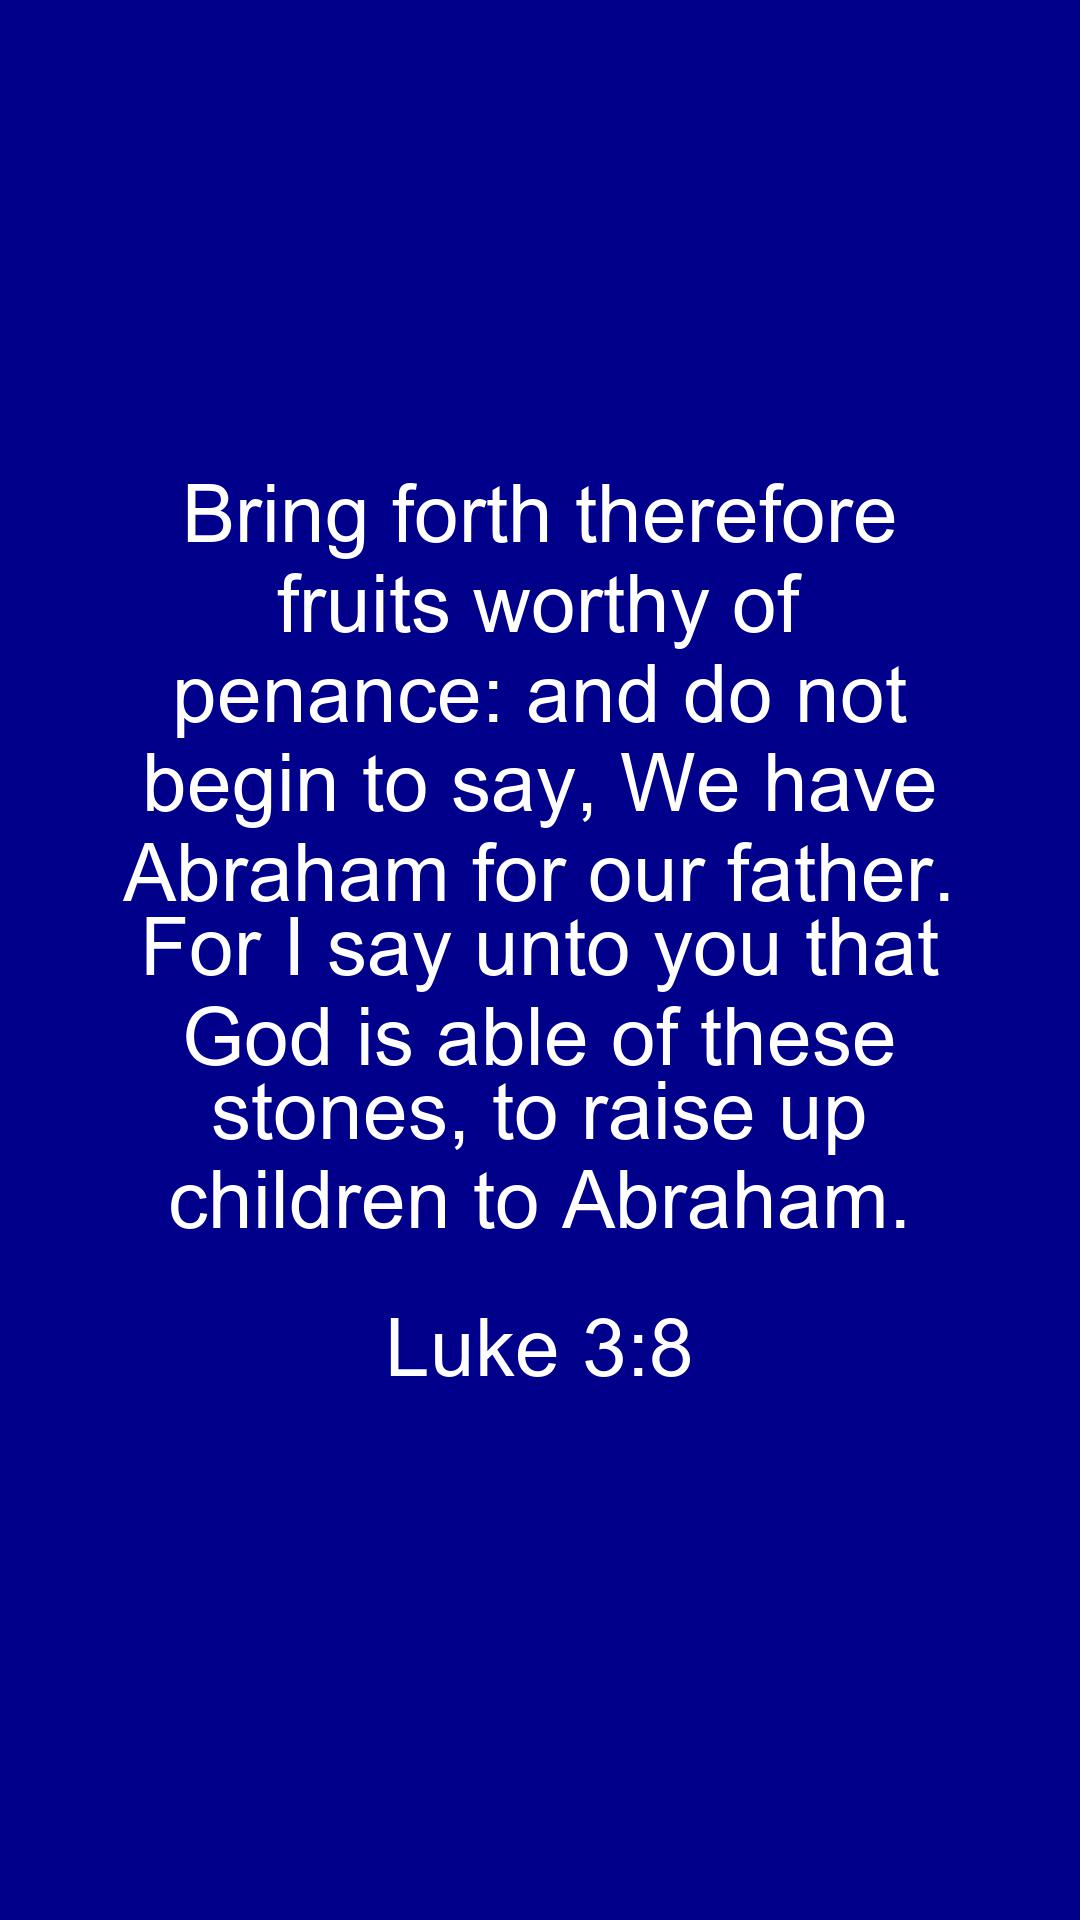 Bring forth therefore
fruits worthy of
penance: and do not
begin to say, We have
Abraham for our father.
For I say unto you that
God is able of these
stones, to raise up
children to Abraham.
Luke 3:8